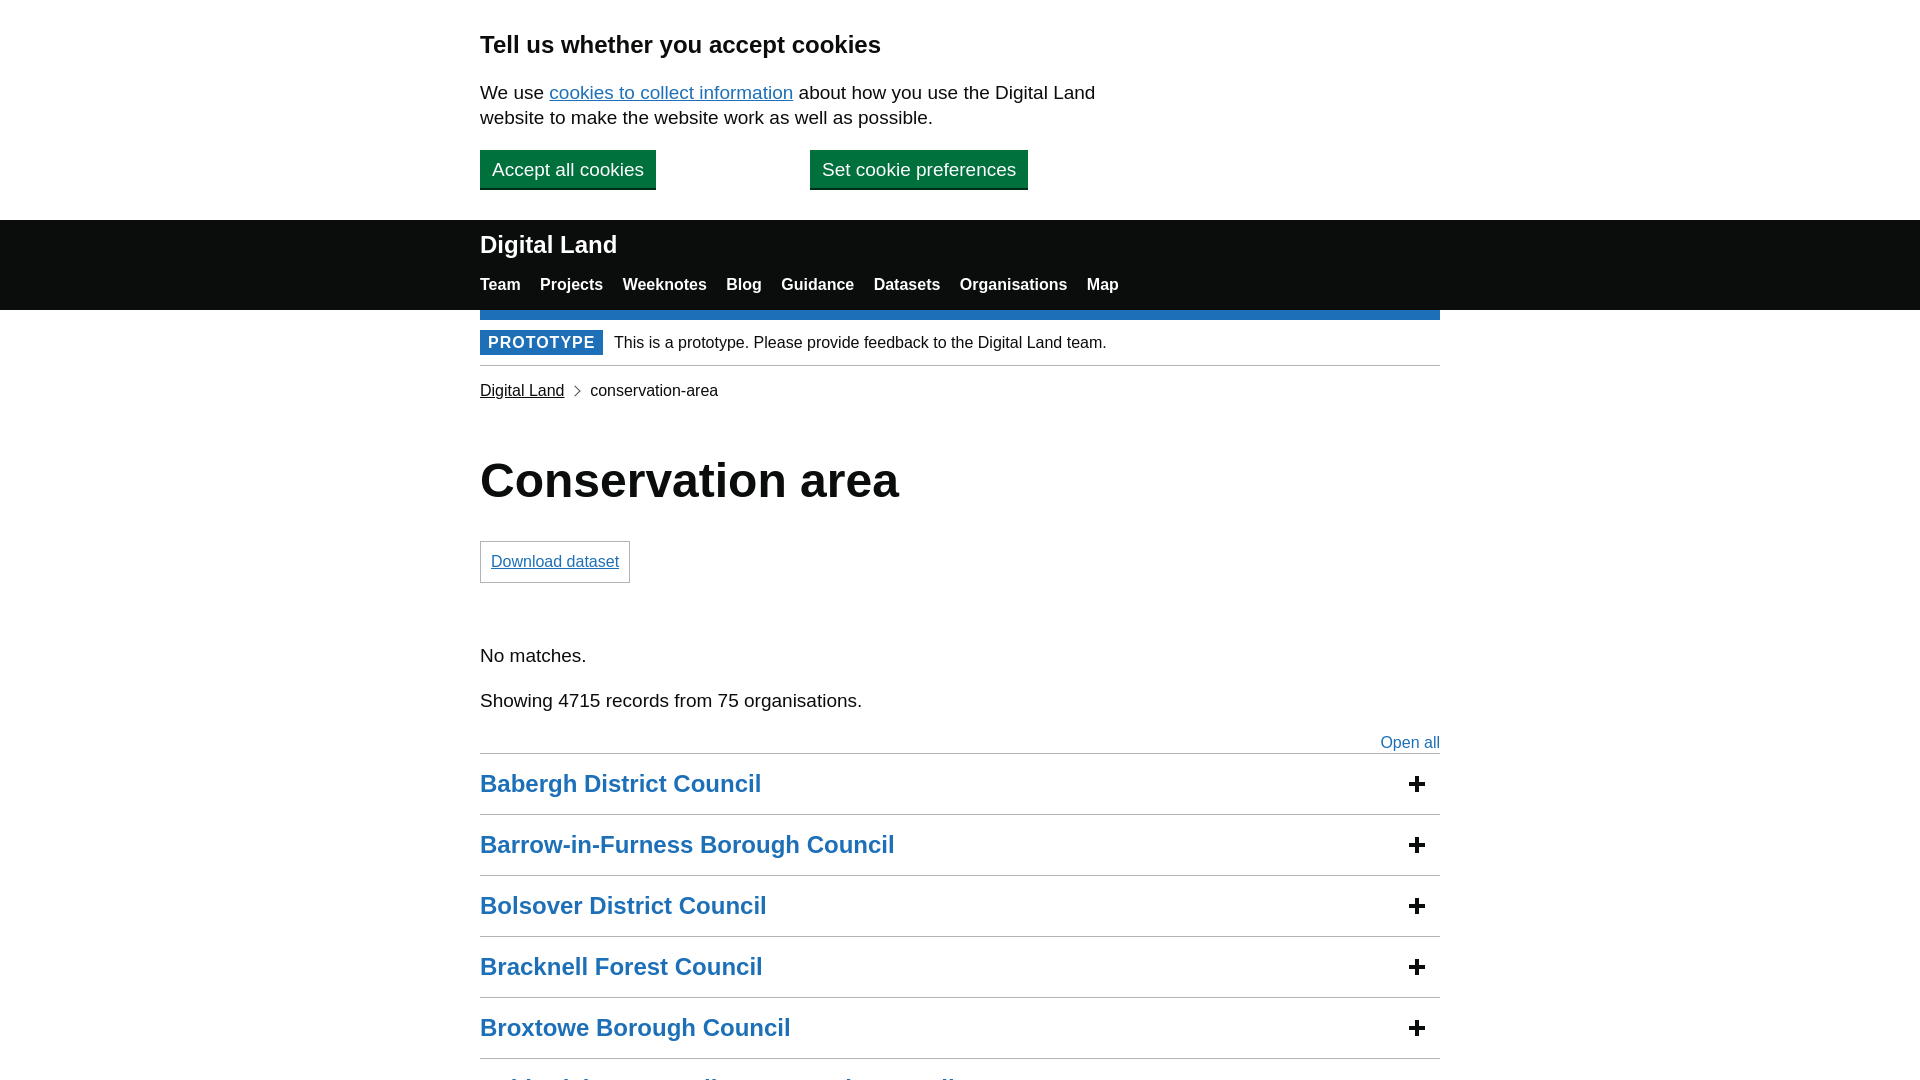 Tell us whether you accept cookies
We use cookies to collect information about how you use the Digital Land
website to make the website work as well as possible.
Accept all cookies
Set cookie preferences
Digital Land
Team Projects Weeknotes Blog Guidance Datasets Organisations Map
PROTOTYPE This is a prototype. Please provide feedback to the Digital Land team.
Digital Land > conservation-area
Conservation area
Download dataset
No matches.
Showing 4715 records from 75 organisations.
Open all
Babergh District Council
Barrow-in-Furness Borough Council
Bolsover District Council
Bracknell Forest Council
Broxtowe Borough Council